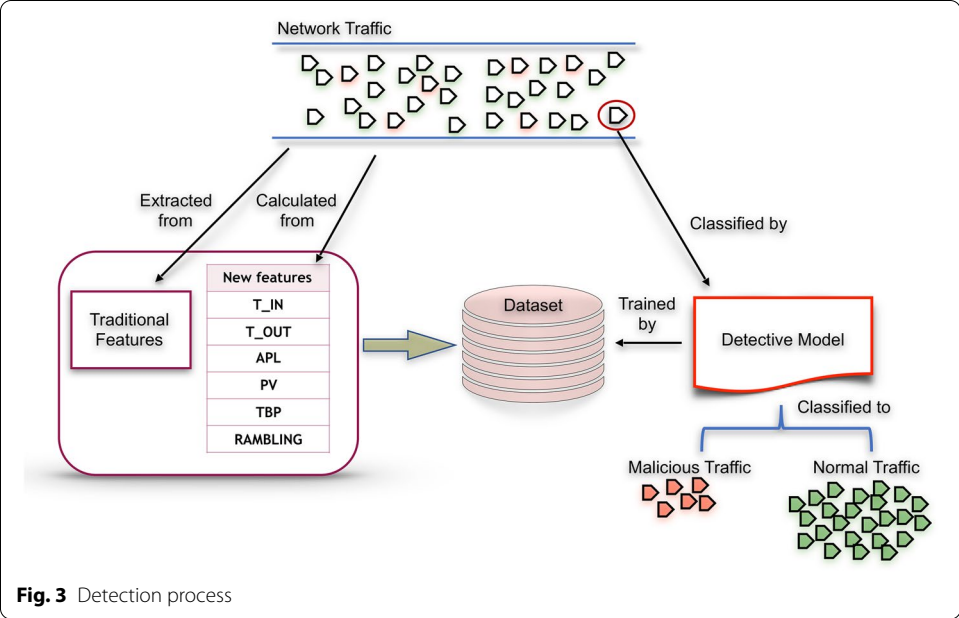 Network Traffic
Extracted
from
Calculated
from
Classified by
Traditional
Features
New features
T_IN
T_OUT
APL
PV
TBP
RAMBLING
Dataset
Trained
by
Detective Model
Classified to
Malicious Traffic
Normal Traffic
Fig. 3 Detection process